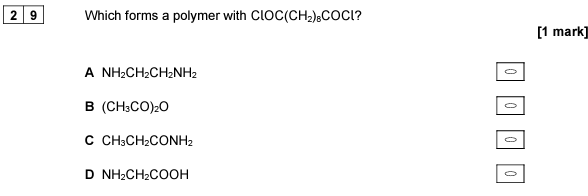 2 9 Which forms a polymer with ClOC(CH₂)₈COCl?
[1 mark]
A NH₂CH₂CH₂NH₂
B (CH₃CO)₂O
C CH₃CH₂CONH₂
D NH₂CH₂COOH